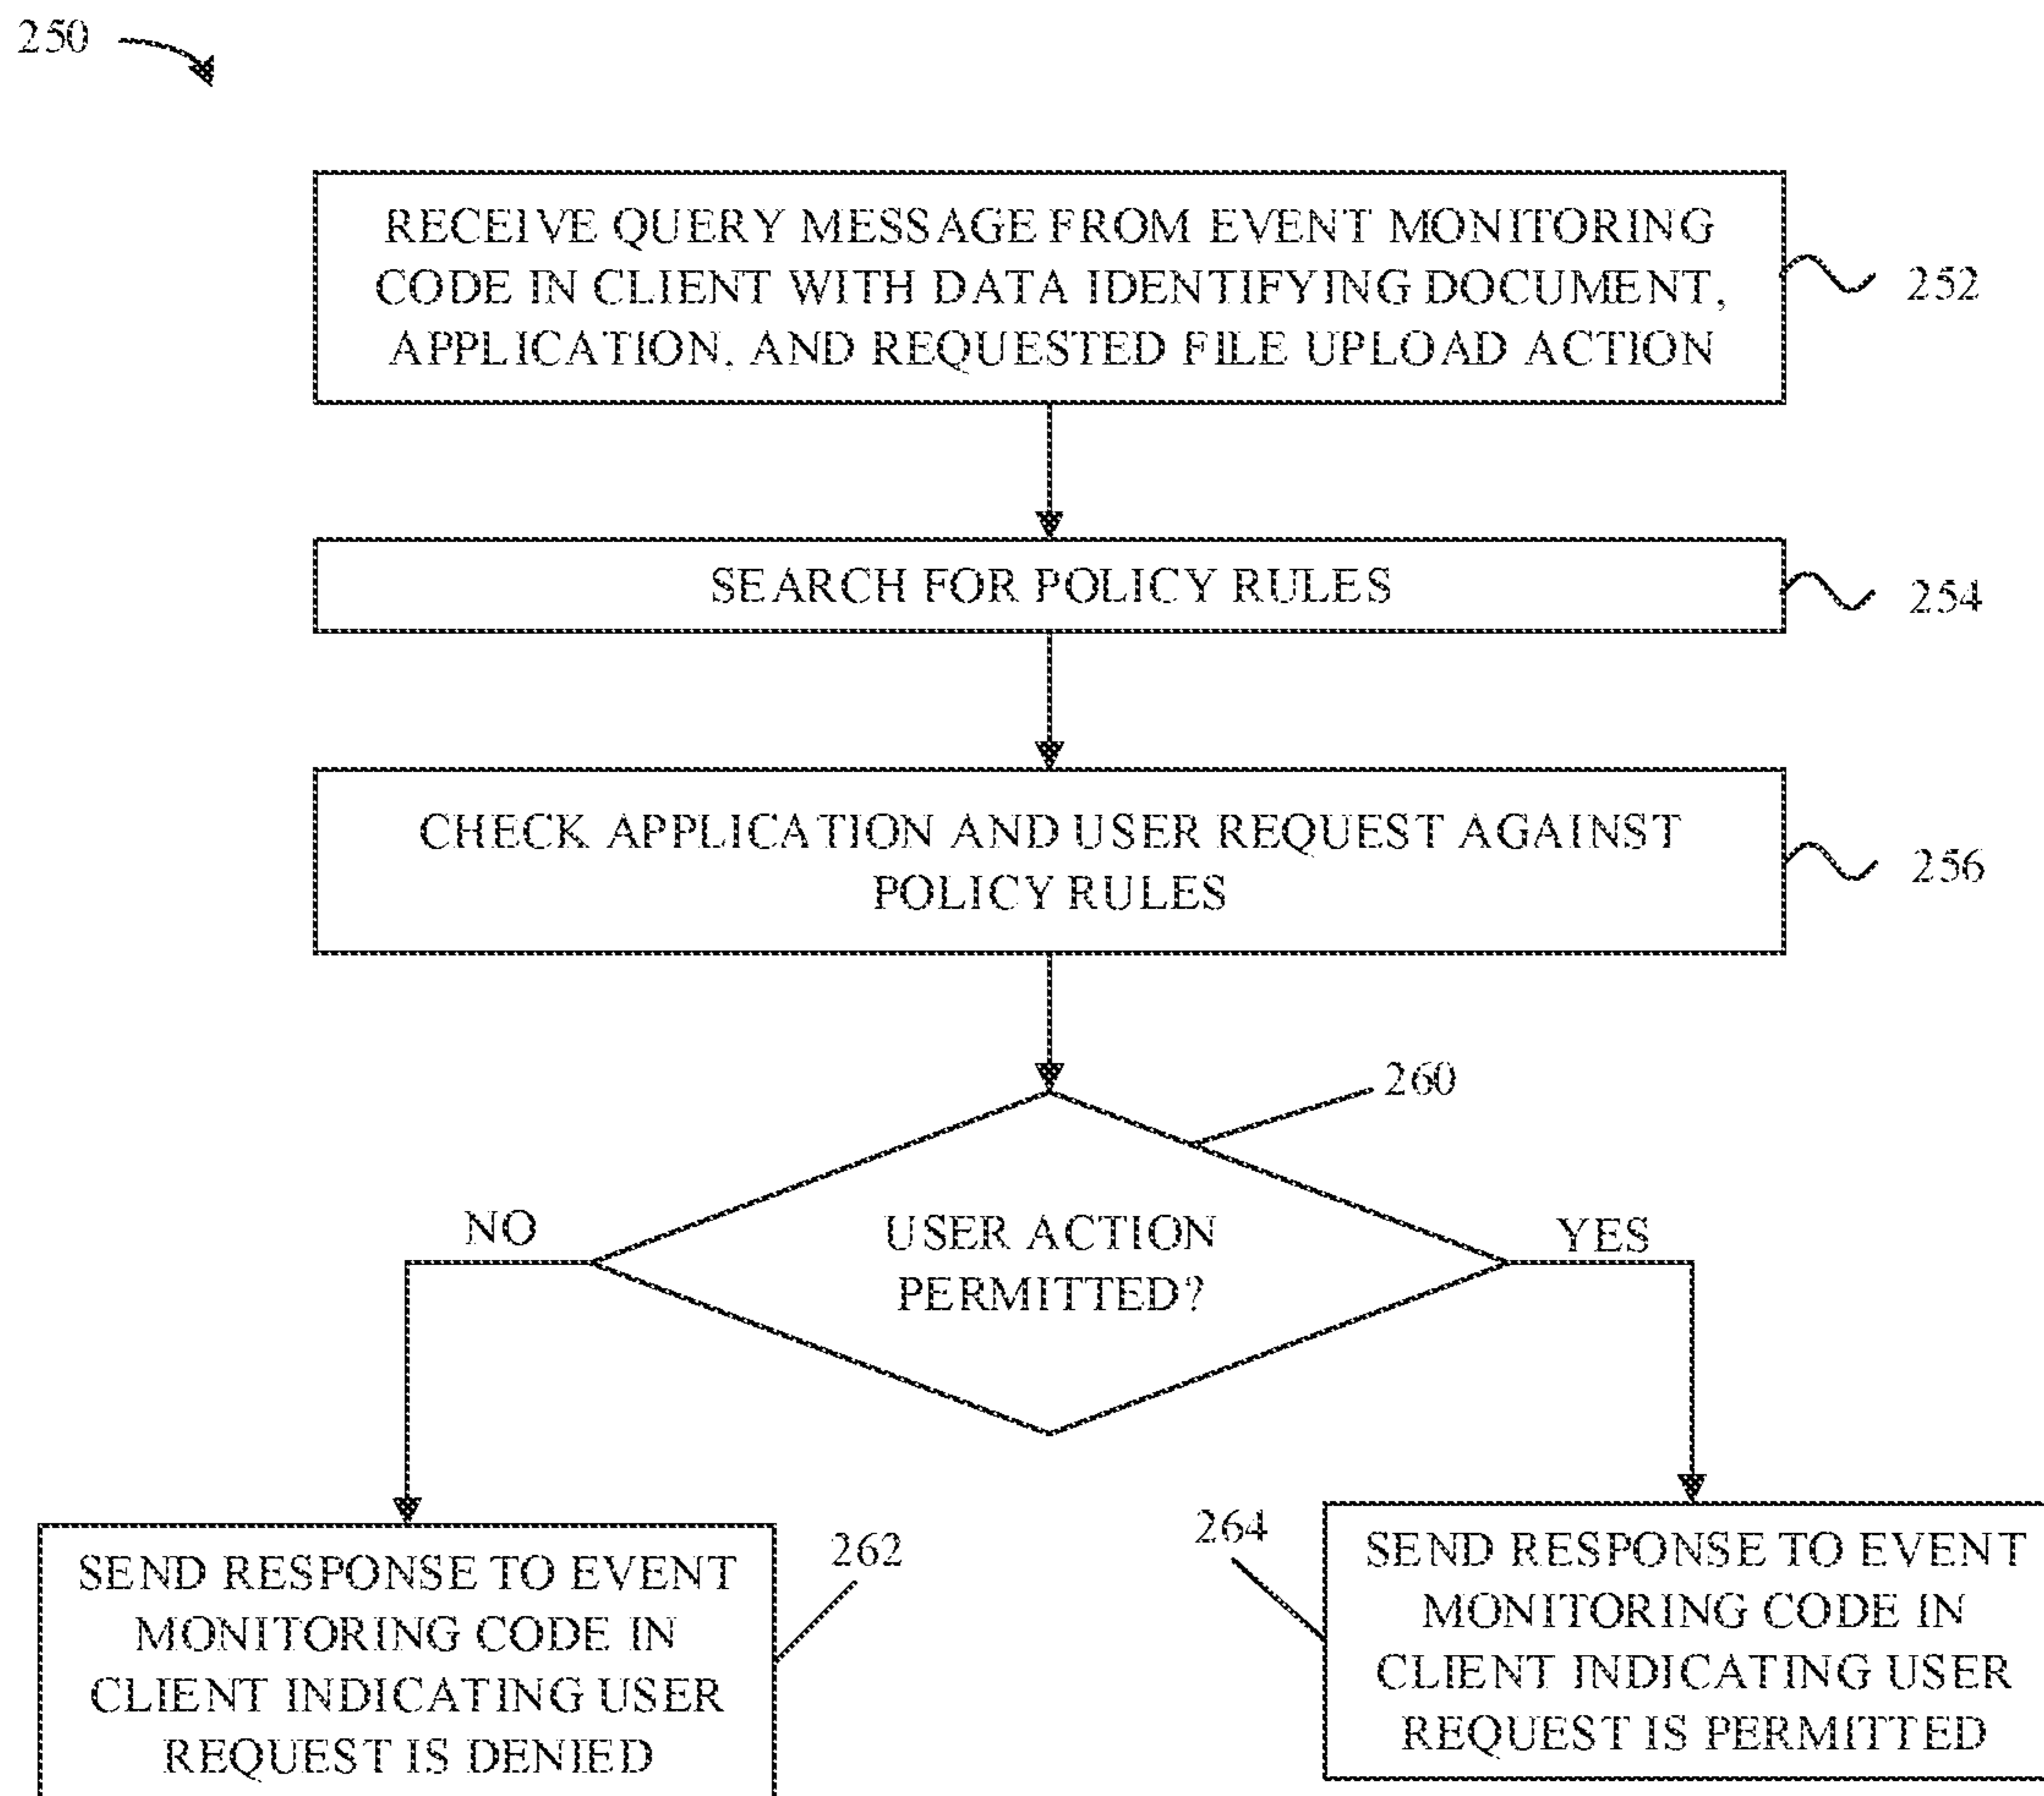 250
RECEIVE QUERY MESSAGE FROM EVENT MONITORING
CODE IN CLIENT WITH DATA IDENTIFYING DOCUMENT,
APPLICATION, AND REQUESTED FILE UPLOAD ACTION
252
SEARCH FOR POLICY RULES
254
CHECK APPLICATION AND USER REQUEST AGAINST
POLICY RULES
256
260
USER ACTION
PERMITTED?
NO
YES
SEND RESPONSE TO EVENT
MONITORING CODE IN
CLIENT INDICATING USER
REQUEST IS DENIED
262
264
SEND RESPONSE TO EVENT
MONITORING CODE IN
CLIENT INDICATING USER
REQUEST IS PERMITTED